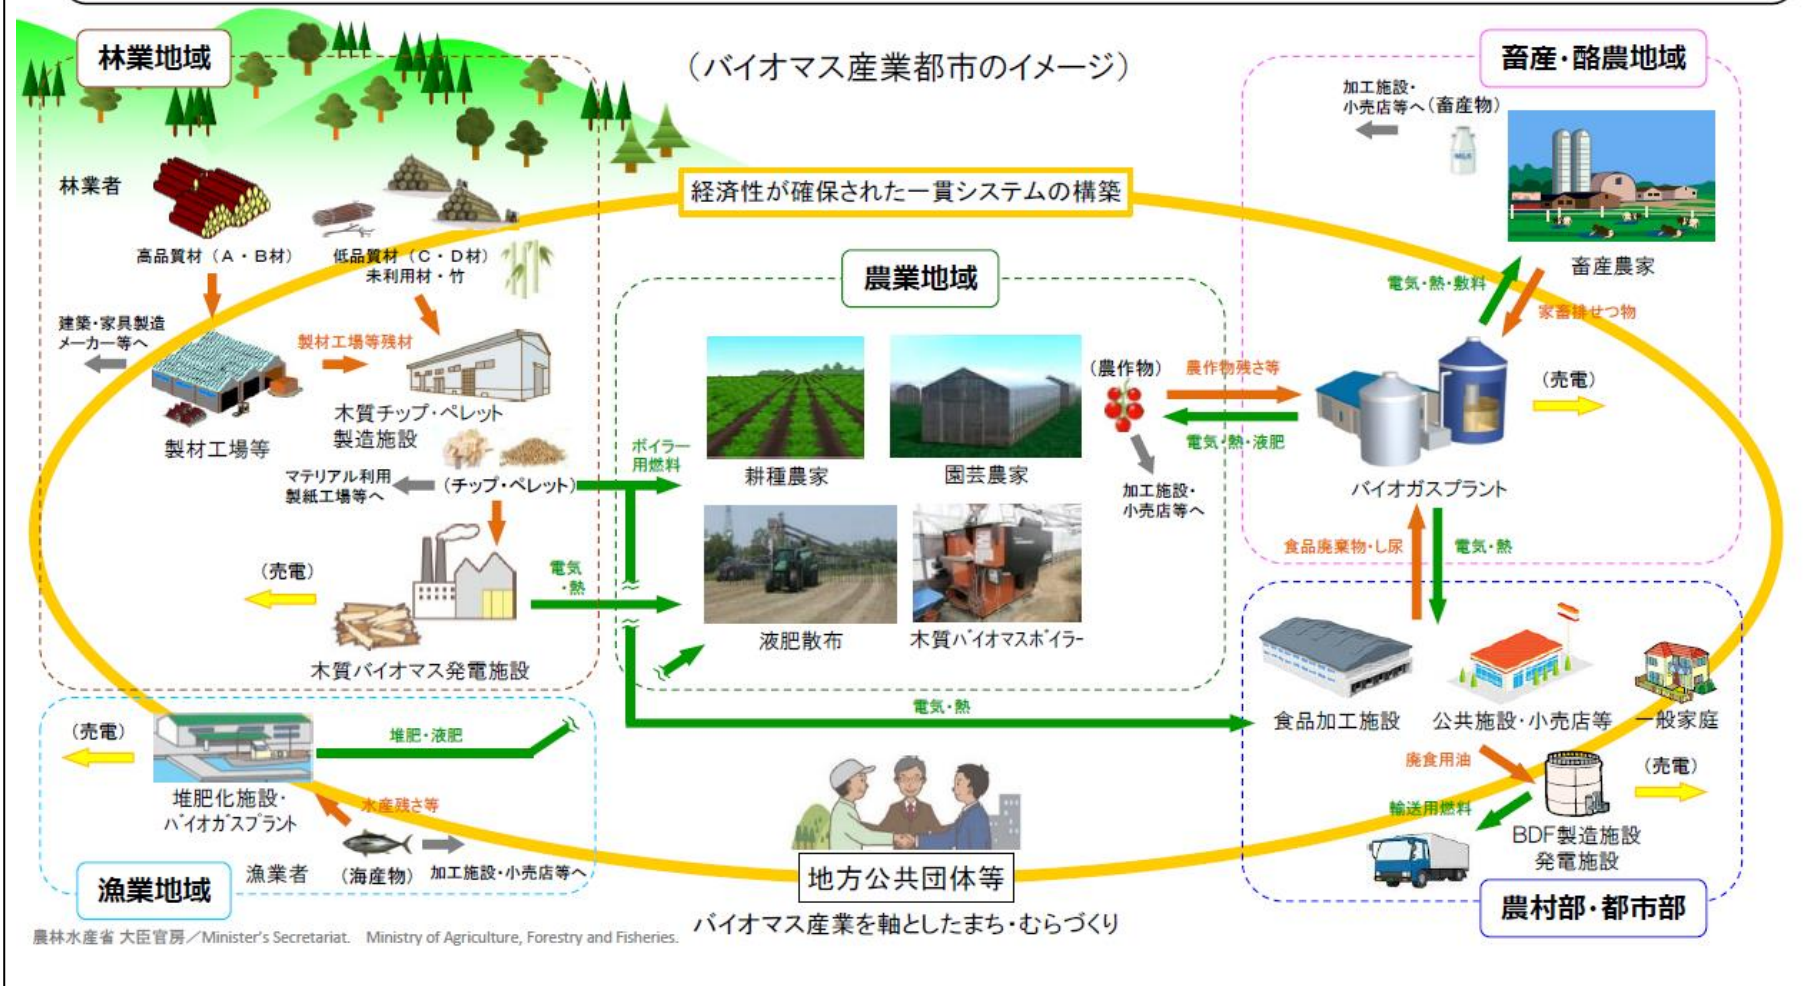 （バイオマス産業都市のイメージ）
林業地域
林業者
高品質材（A・B材）
低品質材（C・D材）
未利用材・竹
建築・家具製造
メーカー等へ
製材工場等残材
製材工場等
木質チップ・ペレット
製造施設
マテリアル利用
製紙工場等へ
（チップ・ペレット）
ボイラー
用燃料
（売電）
電気
・熱
木質バイオマス発電施設
経済性が確保された一貫システムの構築
農業地域
耕種農家
園芸農家
液肥散布
木質バイオマスボイラー
（農作物）
加工施設・
小売店等へ
農作物残さ等
電気・熱・液肥
畜産・酪農地域
加工施設・
小売店等へ（畜産物）
MILK
畜産農家
電気・熱・敷料
家畜排せつ物
（売電）
バイオガスプラント
食品廃棄物・し尿
電気・熱
電気・熱
食品加工施設
公共施設・小売店等
一般家庭
廃食用油
（売電）
輸送用燃料
BDF製造施設
発電施設
農村部・都市部
（売電）
堆肥・液肥
堆肥化施設・
バイオガスプラント
水産残さ等
漁業者
（海産物）
加工施設・小売店等へ
漁業地域
地方公共団体等
バイオマス産業を軸としたまち・むらづくり
農林水産省 大臣官房／Minister's Secretariat. Ministry of Agriculture, Forestry and Fisheries.